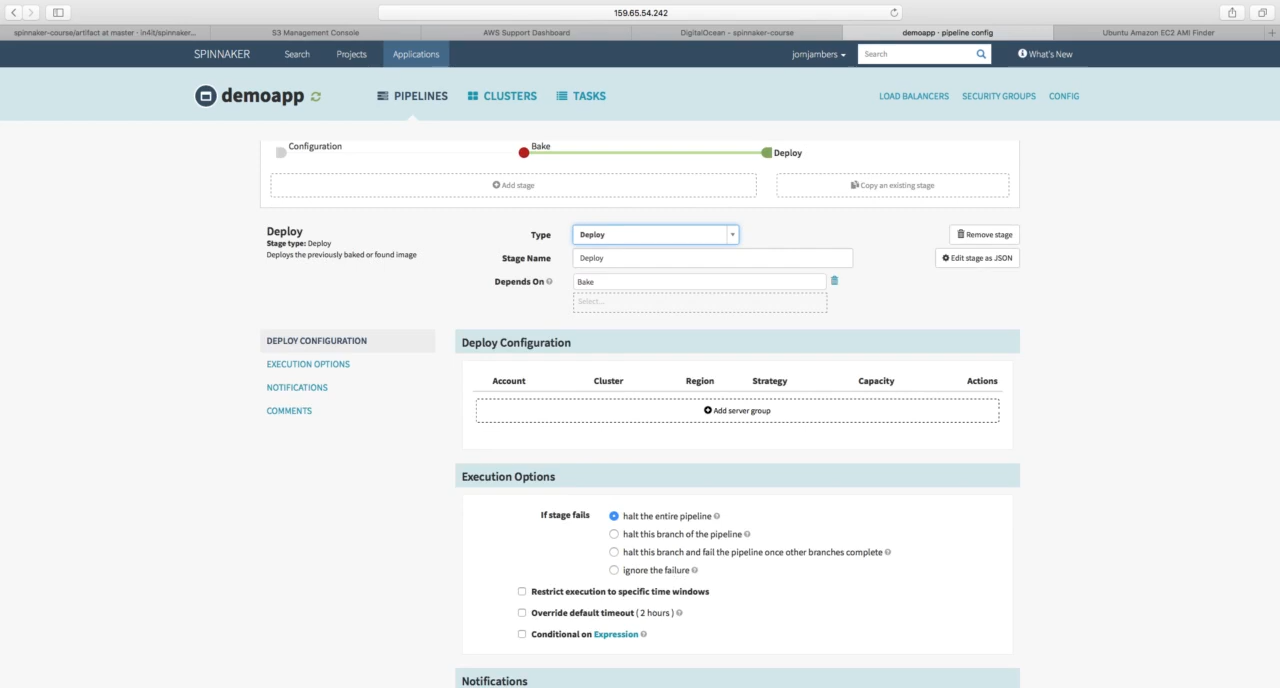 159.65.54.242
spinnaker-course/artifact at master · in4it/spinnaker...
S3 Management Console
AWS Support Dashboard
DigitalOcean - spinnaker-course
demoapp · pipeline config
Ubuntu Amazon EC2 AMI Finder
SPINNAKER
Search
Projects
Applications
jornjambers
Search
What's New
demoapp
PIPELINES
CLUSTERS
TASKS
LOAD BALANCERS
SECURITY GROUPS
CONFIG
Configuration
Bake
Deploy
Add stage
Copy an existing stage
Deploy
Stage type: Deploy
Deploys the previously baked or found image
Type
Deploy
Stage Name
Deploy
Depends On
Bake
Select...
Remove stage
Edit stage as JSON
DEPLOY CONFIGURATION
EXECUTION OPTIONS
NOTIFICATIONS
COMMENTS
Deploy Configuration
Account
Cluster
Region
Strategy
Capacity
Actions
Add server group
Execution Options
If stage fails
halt the entire pipeline
halt this branch of the pipeline
halt this branch and fail the pipeline once other branches complete
ignore the failure
Restrict execution to specific time windows
Override default timeout ( 2 hours )
Conditional on Expression
Notifications